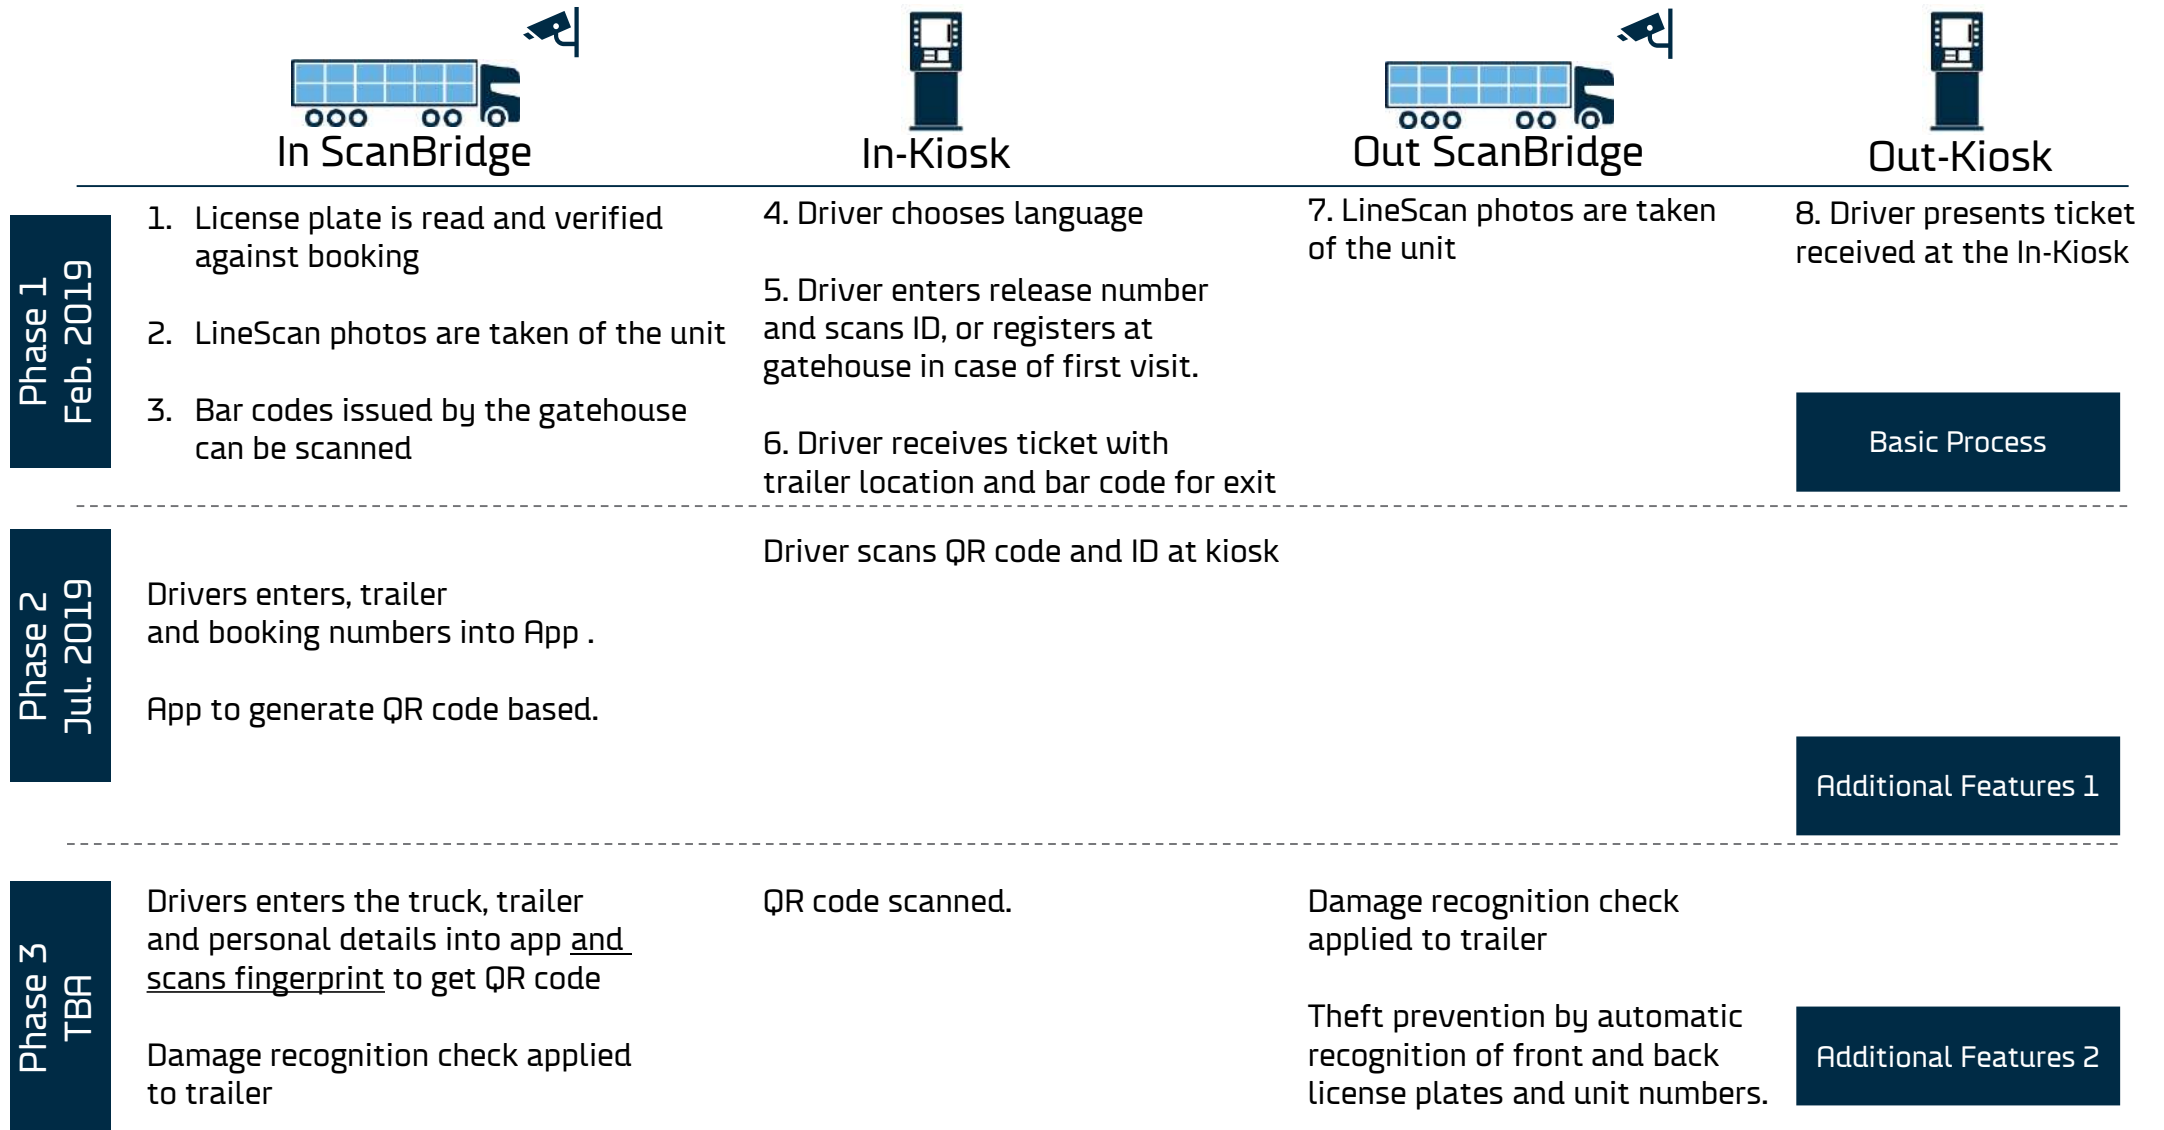 In ScanBridge
In-Kiosk
Out ScanBridge
Out-Kiosk
Phase 1
Feb. 2019
1. License plate is read and verified
against booking
2. LineScan photos are taken of the unit
3. Bar codes issued by the gatehouse
can be scanned
4. Driver chooses language
5. Driver enters release number
and scans ID, or registers at
gatehouse in case of first visit.
6. Driver receives ticket with
trailer location and bar code for exit
7. LineScan photos are taken
of the unit
8. Driver presents ticket
received at the In-Kiosk
Basic Process
Phase 2
Jul. 2019
Drivers enters, trailer
and booking numbers into App .
App to generate QR code based.
Driver scans QR code and ID at kiosk
Additional Features 1
Phase 3
TBA
Drivers enters the truck, trailer
and personal details into app and
scans fingerprint to get QR code
Damage recognition check applied
to trailer
QR code scanned.
Damage recognition check
applied to trailer
Theft prevention by automatic
recognition of front and back
license plates and unit numbers.
Additional Features 2